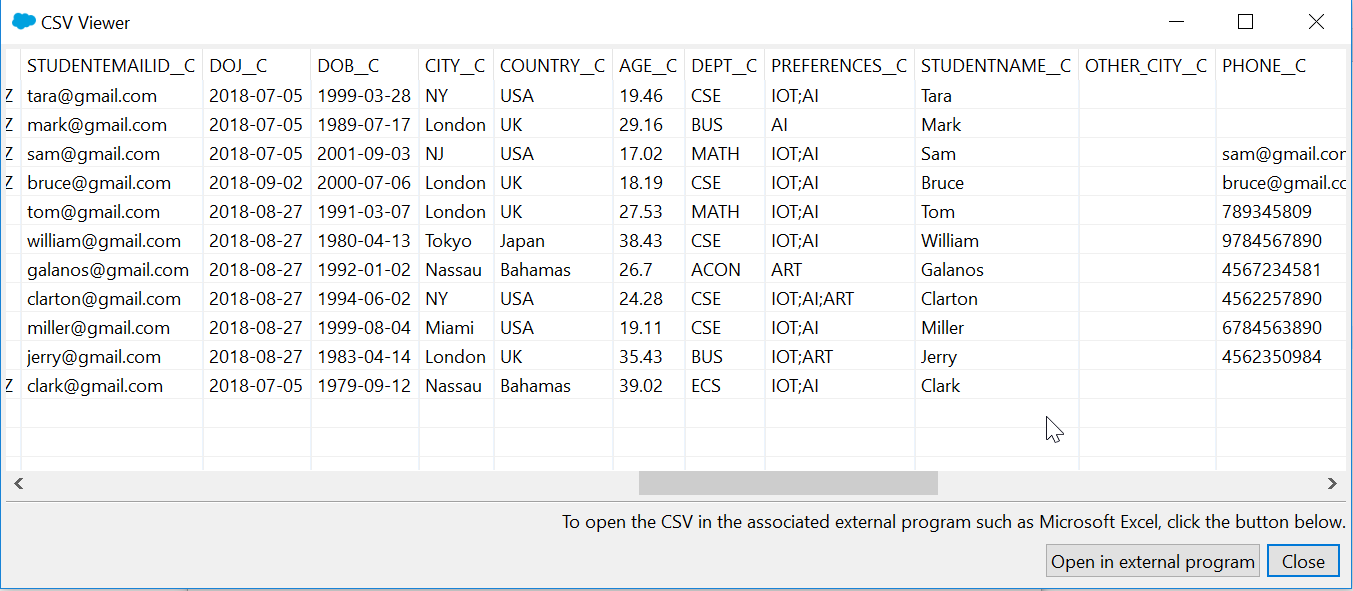 CSV Viewer
STUDENTEMAILID__C DOJ__C DOB__C CITY__C COUNTRY__C AGE__C DEPT__C PREFERENCES__C STUDENTNAME__C OTHER_CITY__C PHONE__C
Z tara@gmail.com 2018-07-05 1999-03-28 NY USA 19.46 CSE IOT;AI Tara
Z mark@gmail.com 2018-07-05 1989-07-17 London UK 29.16 BUS AI Mark
Z sam@gmail.com 2018-07-05 2001-09-03 NJ USA 17.02 MATH IOT;AI Sam sam@gmail.com
Z bruce@gmail.com 2018-09-02 2000-07-06 London UK 18.19 CSE IOT;AI Bruce bruce@gmail.cc
tom@gmail.com 2018-08-27 1991-03-07 London UK 27.53 MATH IOT;AI Tom 789345809
william@gmail.com 2018-08-27 1980-04-13 Tokyo Japan 38.43 CSE IOT;AI William 9784567890
galanos@gmail.com 2018-08-27 1992-01-02 Nassau Bahamas 26.7 ACON ART Galanos 4567234581
clarton@gmail.com 2018-08-27 1994-06-02 NY USA 24.28 CSE IOT;AI;ART Clarton 4562257890
miller@gmail.com 2018-08-27 1999-08-04 Miami USA 19.11 CSE IOT;AI Miller 6784563890
jerry@gmail.com 2018-08-27 1983-04-14 London UK 35.43 BUS IOT;ART Jerry 4562350984
Z clark@gmail.com 2018-07-05 1979-09-12 Nassau Bahamas 39.02 ECS IOT;AI Clark
To open the CSV in the associated external program such as Microsoft Excel, click the button below.
Open in external program Close